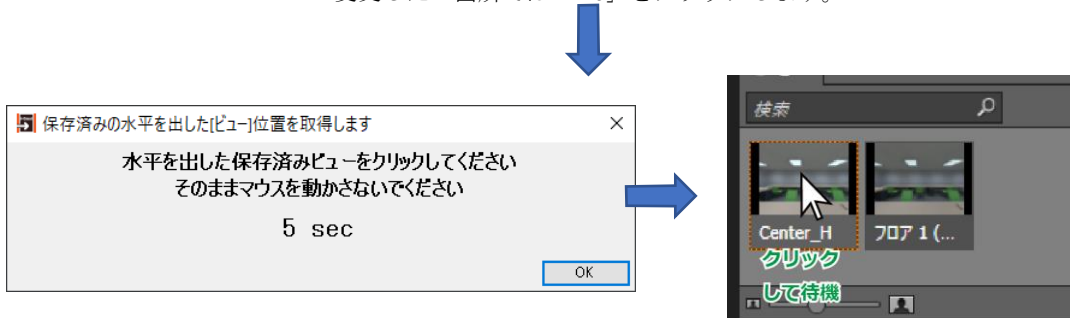 保存済みの水平を出した[ビュー]位置を取得します
水平を出した保存済みビューをクリックしてください
そのままマウスを動かさないでください
5 sec
OK
検索
Center_H
フロア 1 (...
クリック
して待機